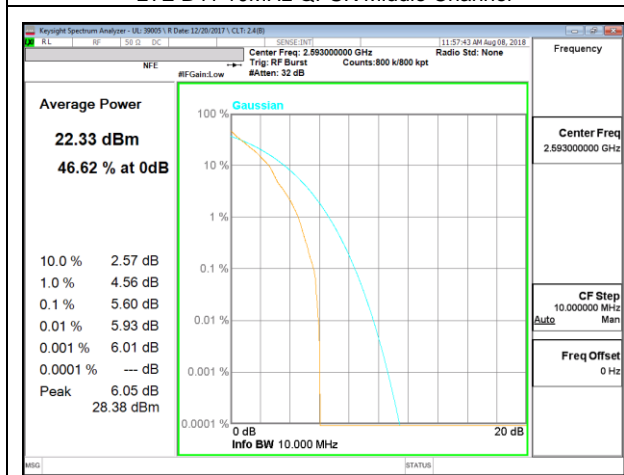 Keysight Spectrum Analyzer - UL: 39005 \ R Date: 12/20/2017 \ CLT: 2.4(B)
RL RF 50 Ω DC SENSE:INT 11:57:43 AM Aug 08, 2018
Center Freq: 2.593000000 GHz Radio Std: None
NFE Trig: RF Burst Counts:800 k/800 kpt
#IFGain:Low #Atten: 32 dB
Frequency
Average Power
22.33 dBm
46.62 % at 0dB
10.0 % 2.57 dB
1.0 % 4.56 dB
0.1 % 5.60 dB
0.01 % 5.93 dB
0.001 % 6.01 dB
0.0001 % --- dB
Peak 6.05 dB
28.38 dBm
Gaussian
100 %
10 %
1 %
0.1 %
0.01 %
0.001 %
0.0001 %
0 dB 20 dB
Info BW 10.000 MHz
Center Freq
2.593000000 GHz
CF Step
10.000000 MHz
Auto Man
Freq Offset
0 Hz
MSG STATUS